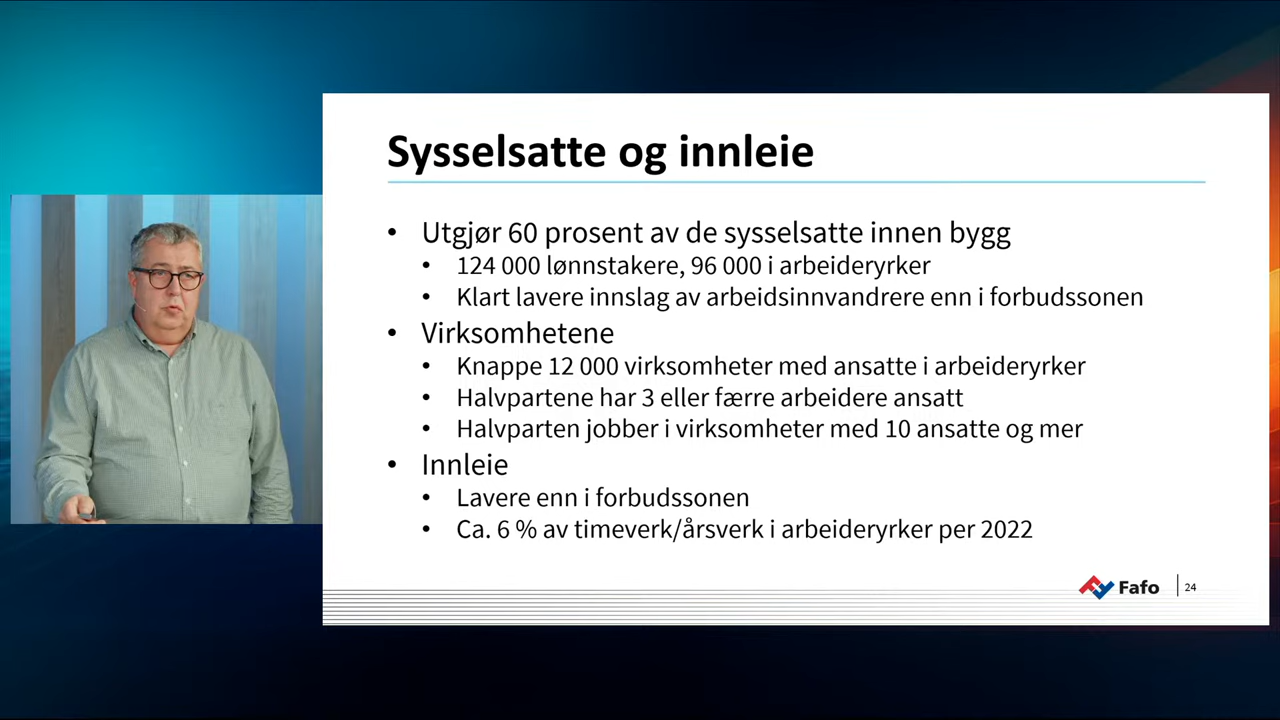 Sysselsatte og innleie
• Utgjør 60 prosent av de sysselsatte innen bygg
• 124 000 lønnstakere, 96 000 i arbeideryrker
• Klart lavere innslag av arbeidsinnvandrere enn i forbudssonen
• Virksomhetene
• Knappe 12 000 virksomheter med ansatte i arbeideryrker
• Halvpartene har 3 eller færre arbeidere ansatt
• Halvparten jobber i virksomheter med 10 ansatte og mer
• Innleie
• Lavere enn i forbudssonen
• Ca. 6 % av timeverk/årsverk i arbeideryrker per 2022
Fafo | 24